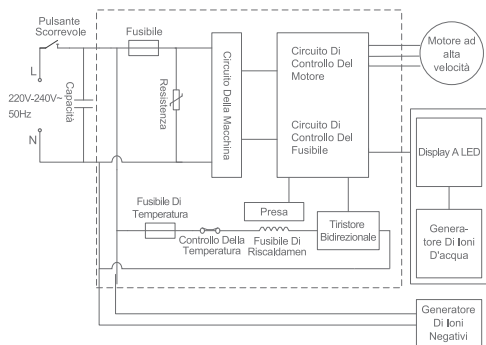 Pulsante
Scorrevole
L
220V-240V~
50Hz
N
Capacità
Fusibile
Resistenza
Circuito Della Macchina
Circuito Di
Controllo Del
Motore
Circuito Di
Controllo Del
Fusibile
Motore ad
alta
velocità
Display A LED
Genera-
tore Di Ioni
D'acqua
Presa
Fusibile Di
Temperatura
Controllo Della
Temperatura
Fusibile Di
Riscaldamen
Tiristore
Bidirezionale
Generatore
Di Ioni
Negativi